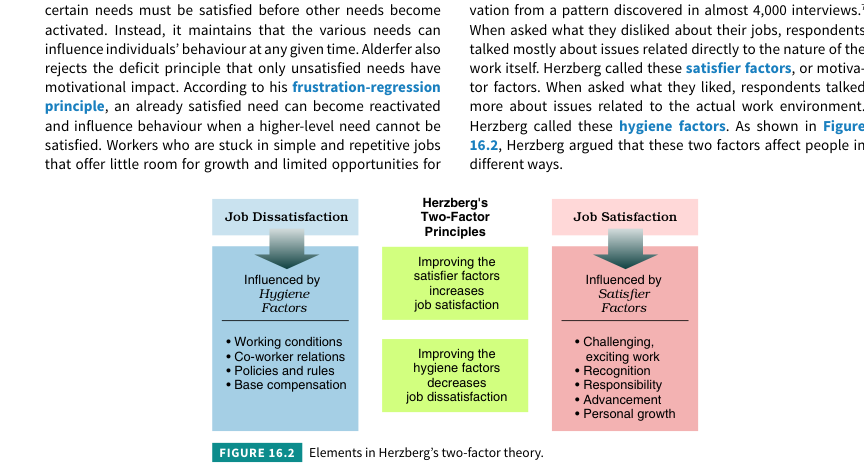 certain needs must be satisfied before other needs become
activated. Instead, it maintains that the various needs can
influence individuals’ behaviour at any given time. Alderfer also
rejects the deficit principle that only unsatisfied needs have
motivational impact. According to his frustration-regression
principle, an already satisfied need can become reactivated
and influence behaviour when a higher-level need cannot be
satisfied. Workers who are stuck in simple and repetitive jobs
that offer little room for growth and limited opportunities for
vation from a pattern discovered in almost 4,000 interviews.
When asked what they disliked about their jobs, respondents
talked mostly about issues related directly to the nature of the
work itself. Herzberg called these satisfier factors, or motiva-
tor factors. When asked what they liked, respondents talked
more about issues related to the actual work environment.
Herzberg called these hygiene factors. As shown in Figure
16.2, Herzberg argued that these two factors affect people in
different ways.
Job Dissatisfaction
Influenced by
Hygiene
Factors
• Working conditions
• Co-worker relations
• Policies and rules
• Base compensation
Herzberg's
Two-Factor
Principles
Improving the
satisfier factors
increases
job satisfaction
Improving the
hygiene factors
decreases
job dissatisfaction
Job Satisfaction
Influenced by
Satisfier
Factors
• Challenging,
exciting work
• Recognition
• Responsibility
• Advancement
• Personal growth
FIGURE 16.2 Elements in Herzberg’s two-factor theory.